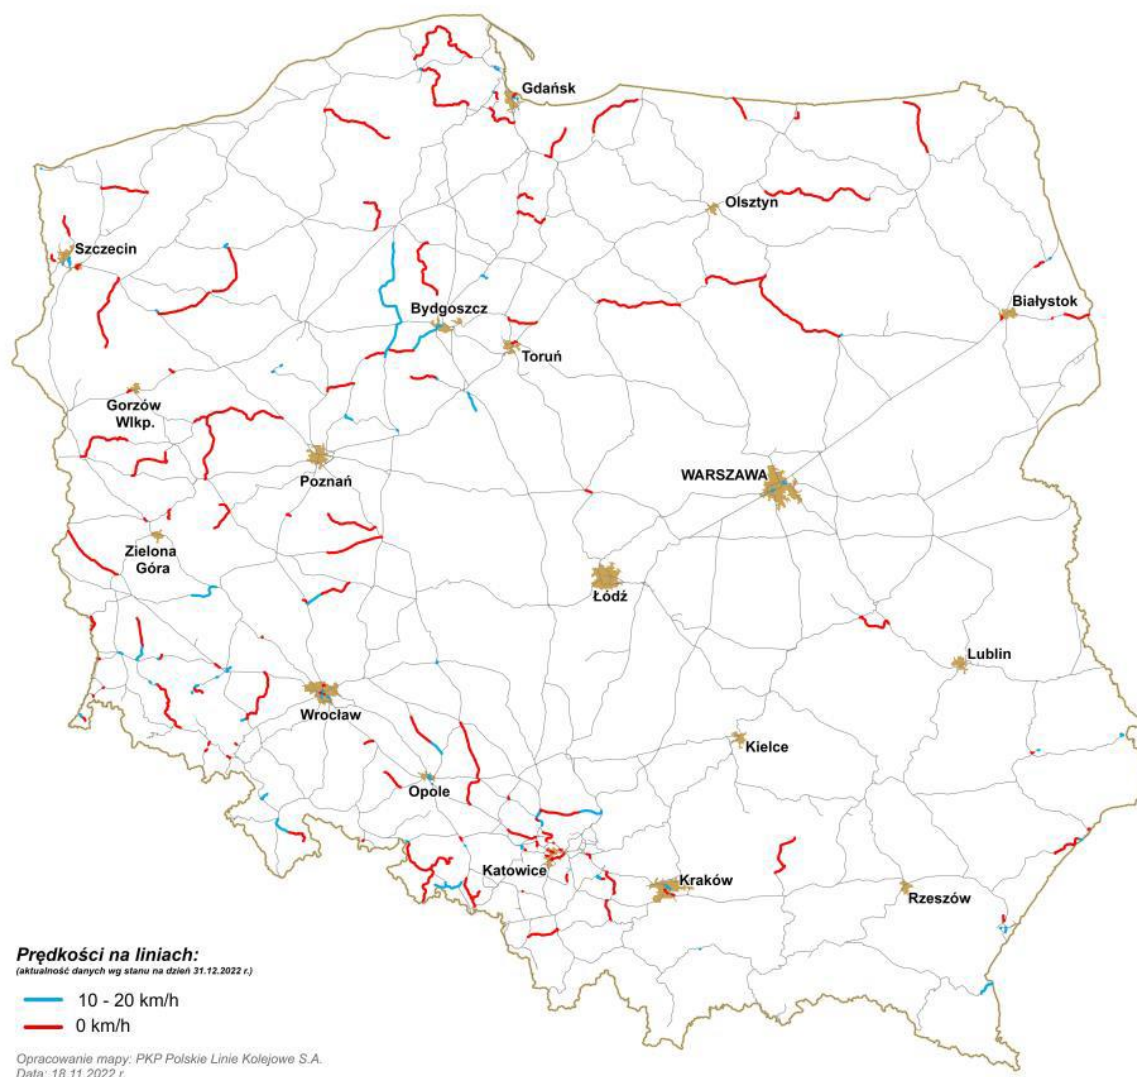 Gdańsk
Olsztyn
Szczecin
Białystok
Bydgoszcz
Toruń
Gorzów
Wlkp.
WARSZAWA
Poznań
Zielona
Góra
Łódź
Lublin
Wrocław
Kielce
Opole
Katowice
Kraków
Rzeszów
Prędkości na liniach:
(aktualność danych wg stanu na dzień 31.12.2022 r.)
10 - 20 km/h
0 km/h
Opracowanie mapy: PKP Polskie Linie Kolejowe S.A.
Data: 18.11.2022 r.